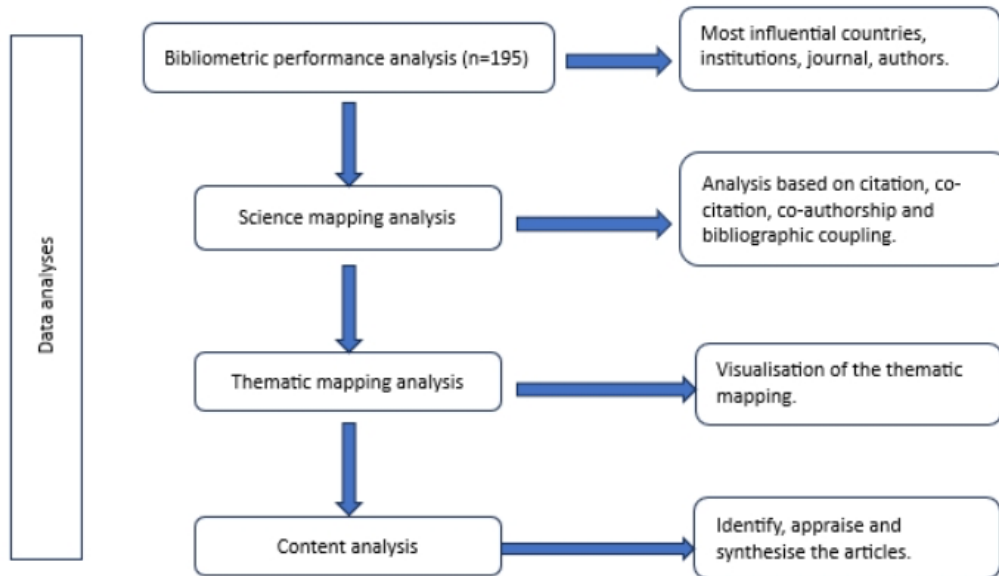 Data analyses
Bibliometric performance analysis (n=195)
Most influential countries,
institutions, journal, authors.
Science mapping analysis
Analysis based on citation, co-
citation, co-authorship and
bibliographic coupling.
Thematic mapping analysis
Visualisation of the thematic
mapping.
Content analysis
Identify, appraise and
synthesise the articles.